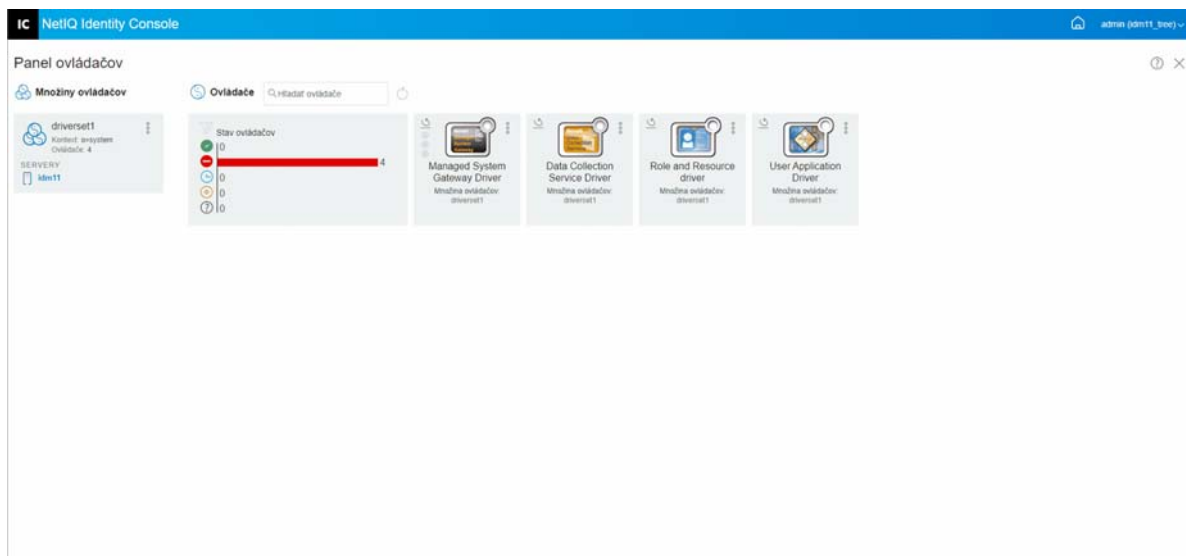 IC NetIQ Identity Console
admin (idm11_tree)
Panel ovládačov
Množiny ovládačov
Ovládače
Hľadať ovládače
driverset1
Kontext: o=system
Ovládače: 4
SERVERY
idm11
Stav ovládačov
0
4
0
0
0
Managed System
Gateway Driver
Množina ovládačov:
driverset1
Data Collection
Service Driver
Množina ovládačov:
driverset1
Role and Resource
driver
Množina ovládačov:
driverset1
User Application
Driver
Množina ovládačov:
driverset1